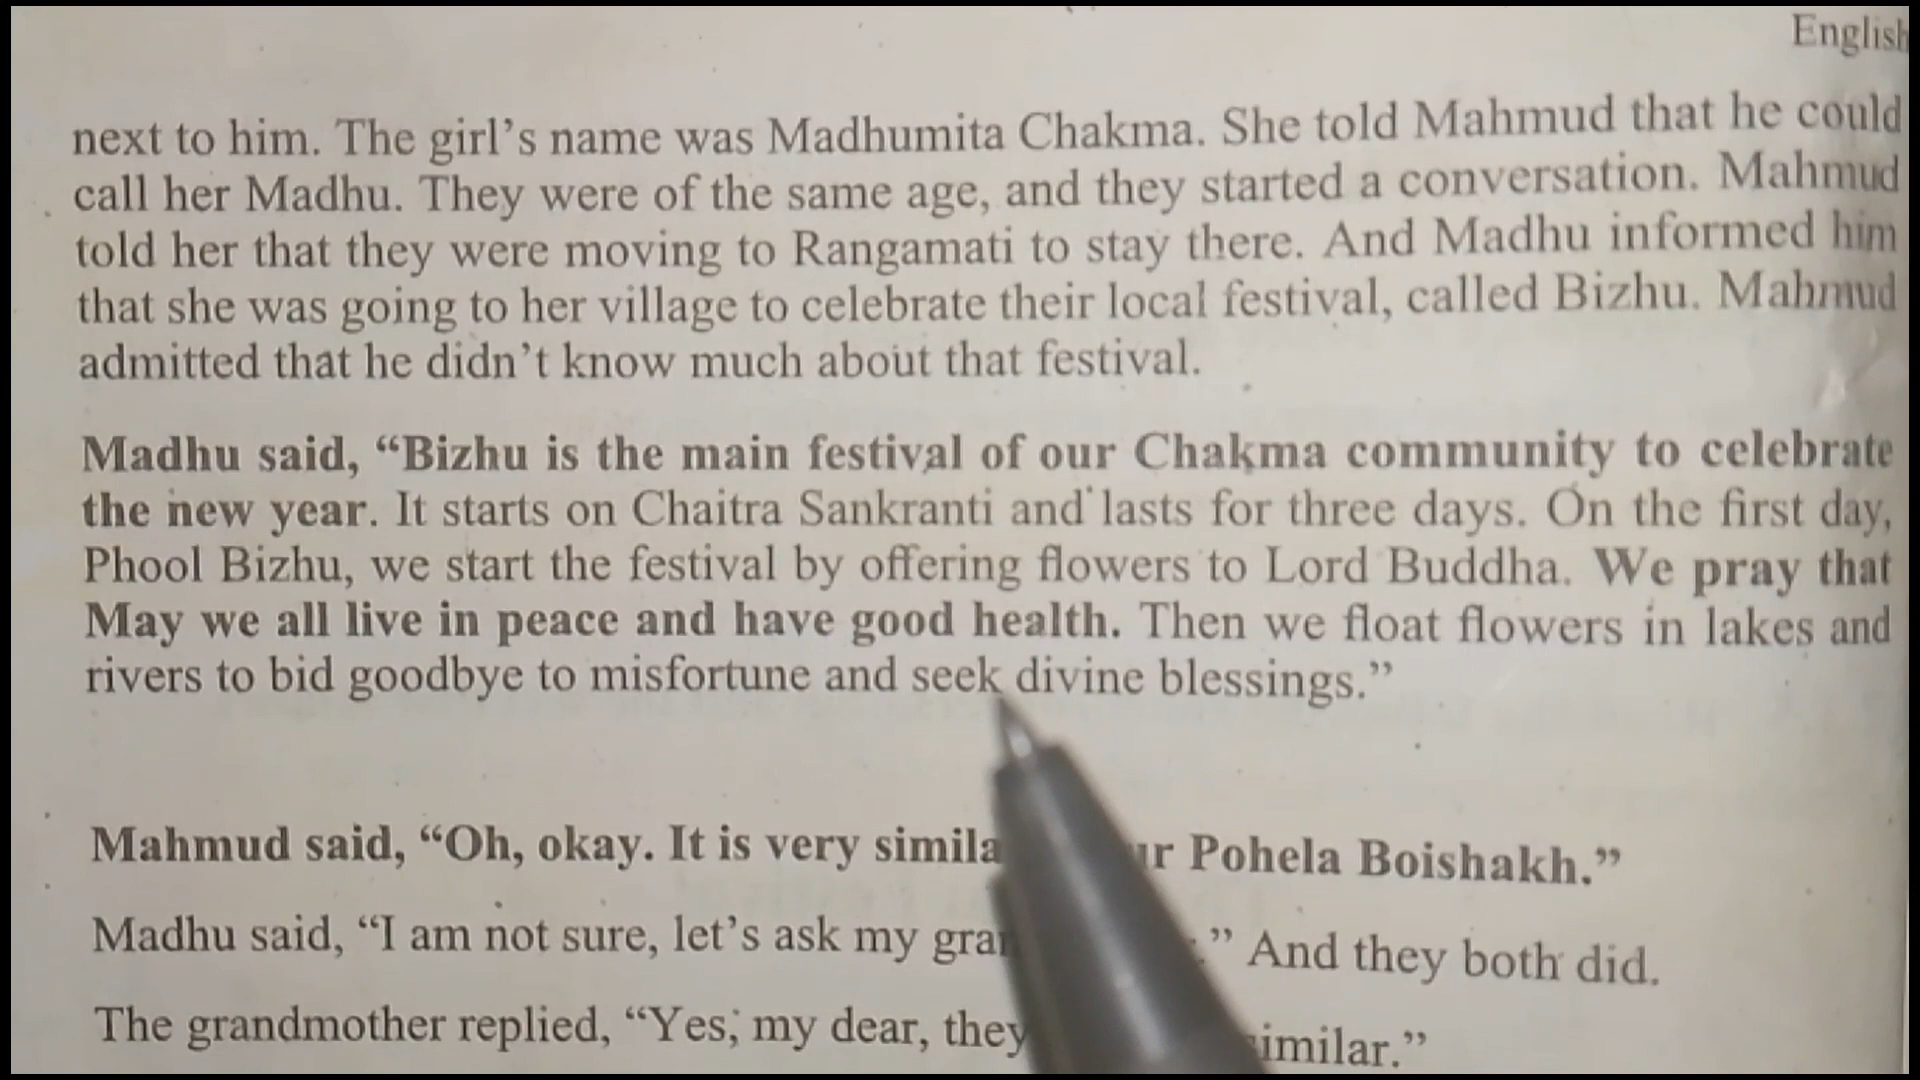 English
next to him. The girl's name was Madhumita Chakma. She told Mahmud that he could
call her Madhu. They were of the same age, and they started a conversation. Mahmud
told her that they were moving to Rangamati to stay there. And Madhu informed him
that she was going to her village to celebrate their local festival, called Bizhu. Mahmud
admitted that he didn't know much about that festival.
Madhu said, “Bizhu is the main festival of our Chakma community to celebrate
the new year. It starts on Chaitra Sankranti and lasts for three days. On the first day,
Phool Bizhu, we start the festival by offering flowers to Lord Buddha. We pray that
May we all live in peace and have good health. Then we float flowers in lakes and
rivers to bid goodbye to misfortune and seek divine blessings.”
Mahmud said, “Oh, okay. It is very Pohela Boishakh.”
Madhu said, “I am not sure, let's ask my ” And they both did.
The grandmother replied, “Yes, my dear, they